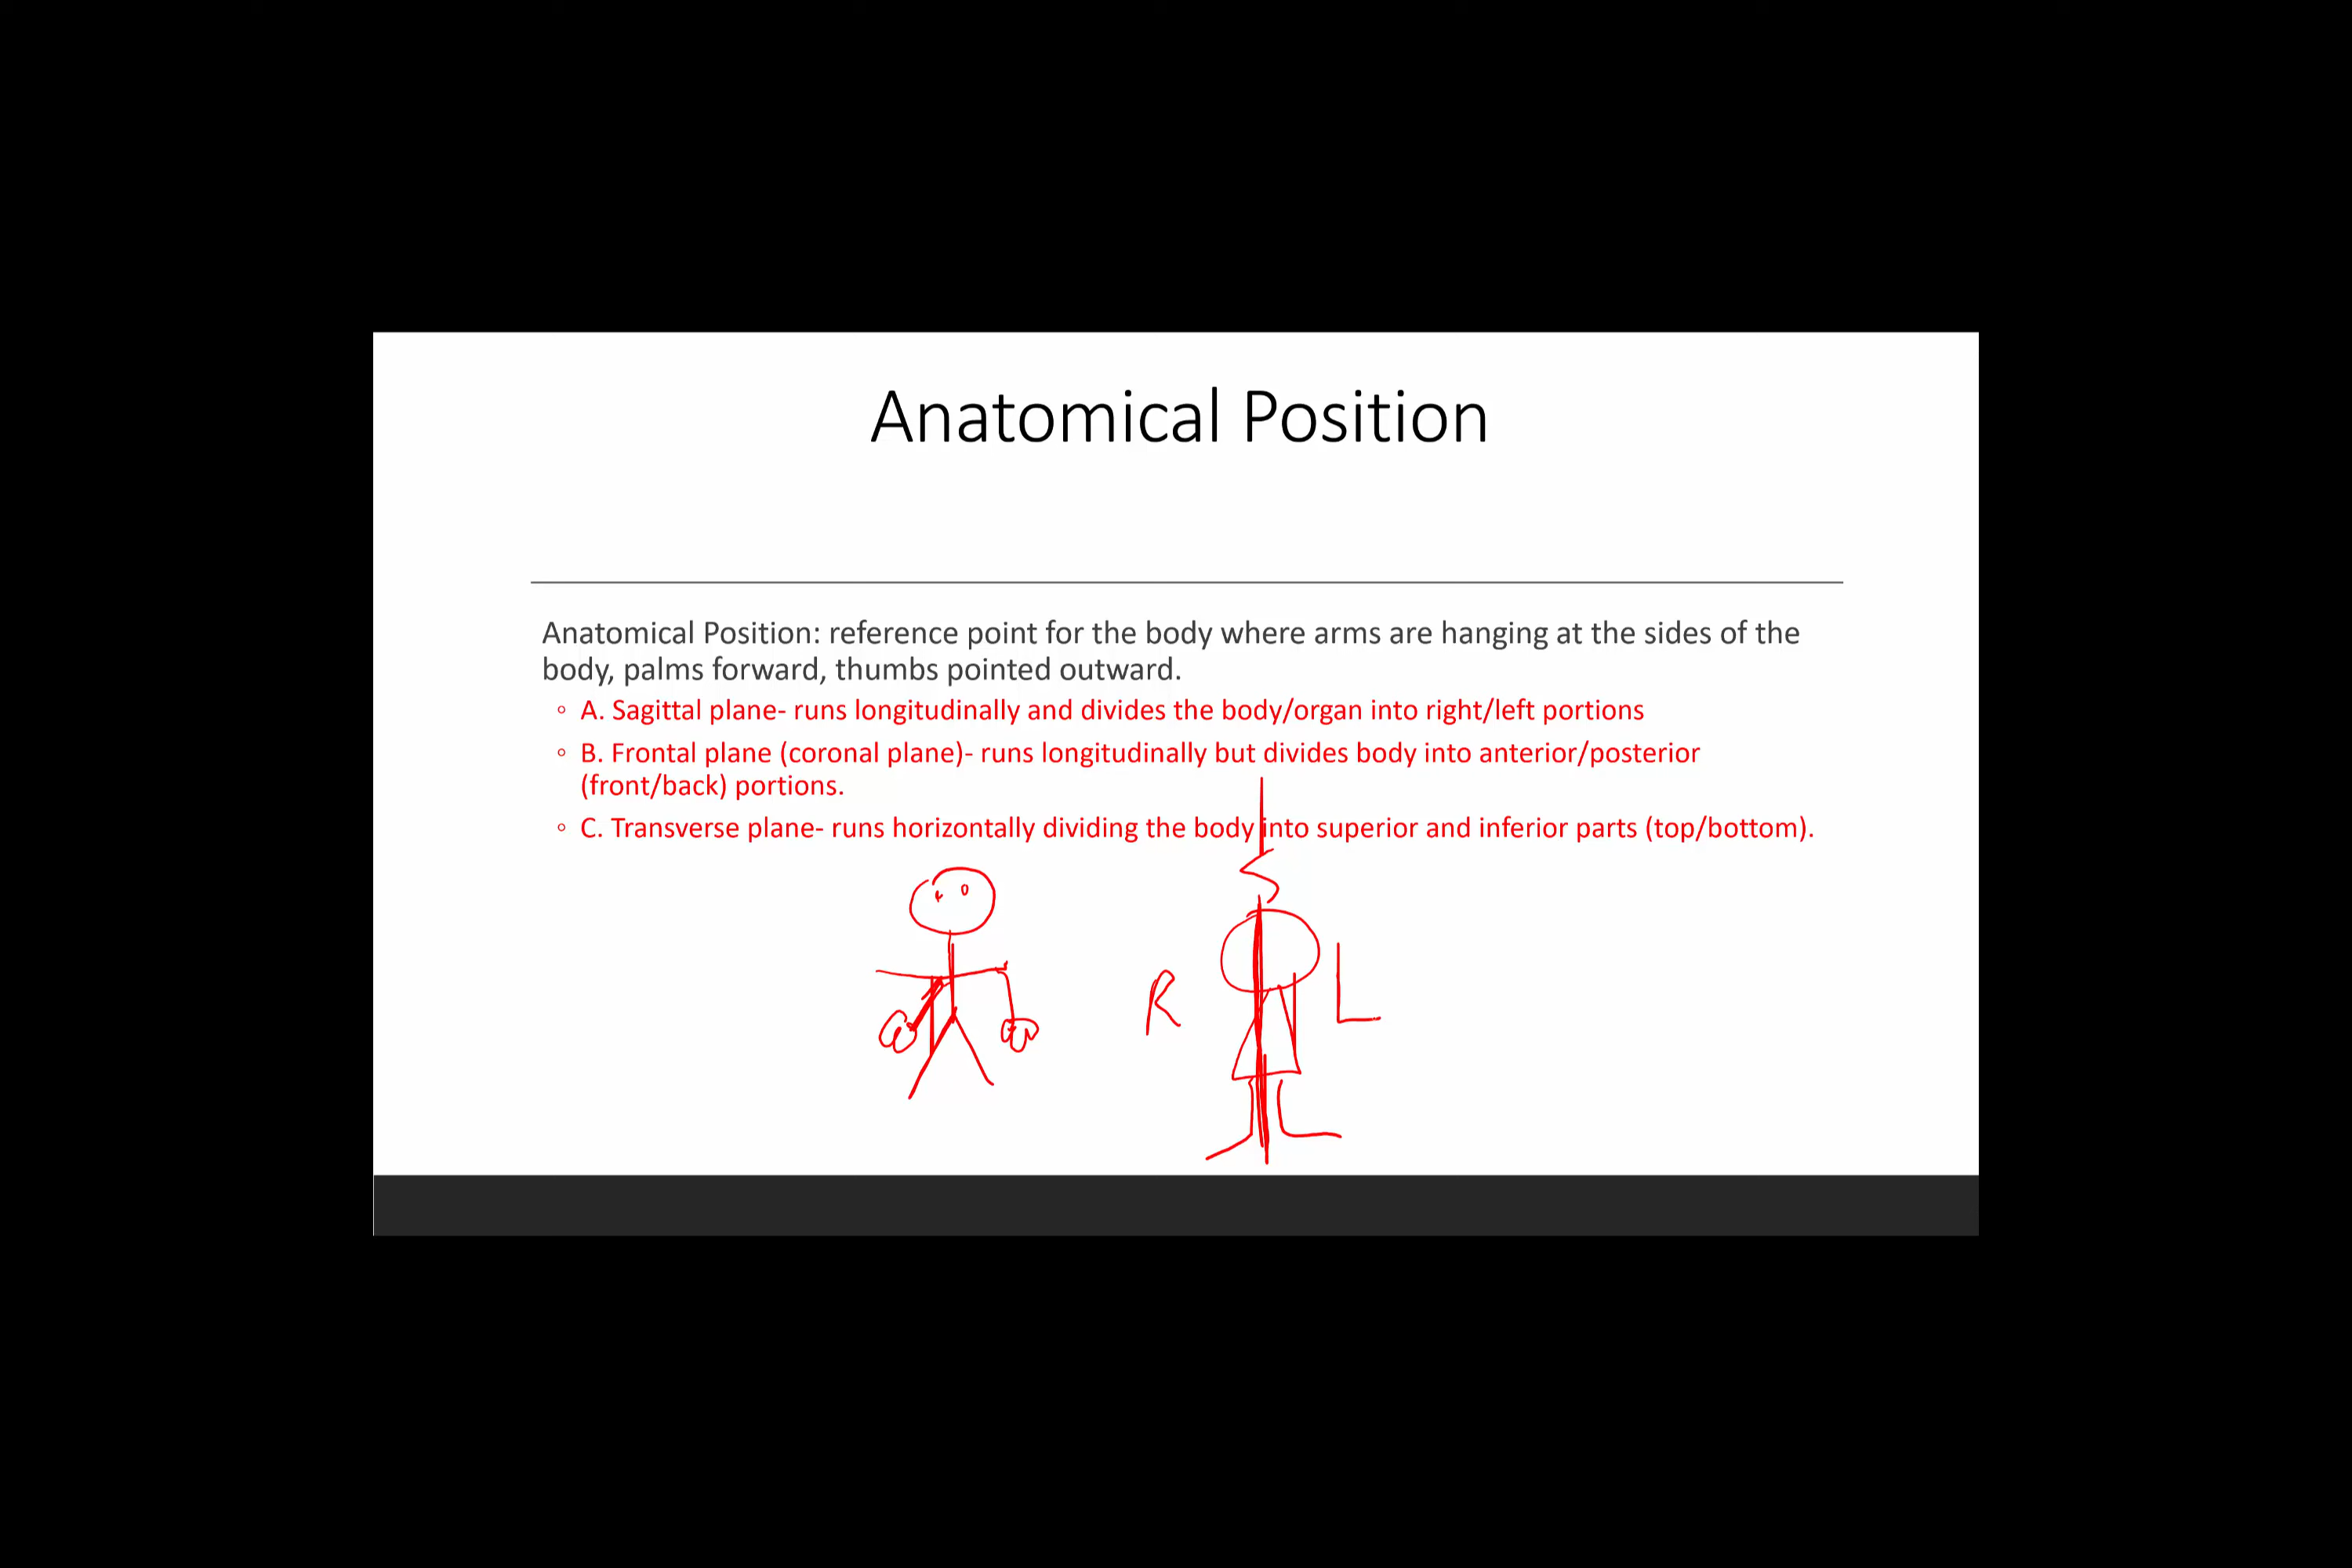 Anatomical Position
Anatomical Position: reference point for the body where arms are hanging at the sides of the
body, palms forward, thumbs pointed outward.
◦ A. Sagittal plane- runs longitudinally and divides the body/organ into right/left portions
◦ B. Frontal plane (coronal plane)- runs longitudinally but divides body into anterior/posterior
(front/back) portions.
◦ C. Transverse plane- runs horizontally dividing the body into superior and inferior parts (top/bottom).
S
R L